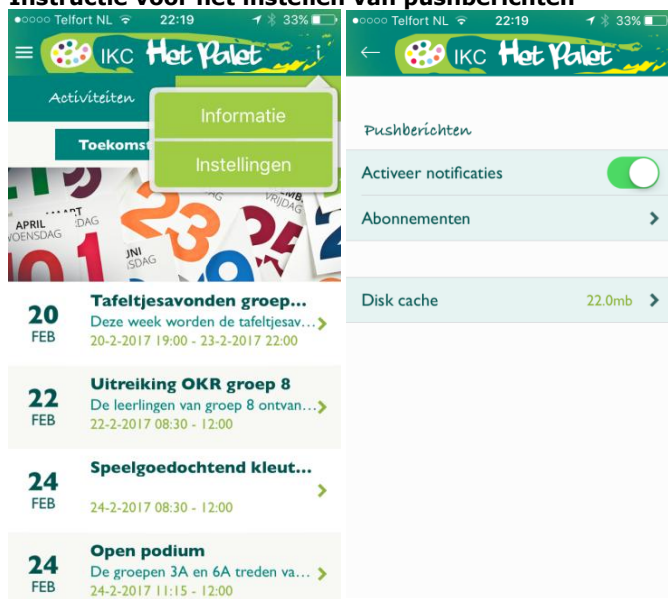 Instructie voor het instellen van pushberichten
Telfort NL 22:19 33%
IKC Het Palet
Activiteiten
Informatie
Toekomst
Instellingen
APRIL
WOENSDAG
VRIJDAG
20 FEB
Tafeltjesavonden groep...
Deze week worden de tafeltjesav...
20-2-2017 19:00 - 23-2-2017 22:00
22 FEB
Uitreiking OKR groep 8
De leerlingen van groep 8 ontvan...
22-2-2017 08:30 - 12:00
24 FEB
Speelgoedochtend kleut...
24-2-2017 08:30 - 12:00
24 FEB
Open podium
De groepen 3A en 6A treden va...
24-2-2017 11:15 - 12:00
Telfort NL 22:19 33%
IKC Het Palet
Pushberichten
Activeer notificaties
Abonnementen
Disk cache 22.0mb